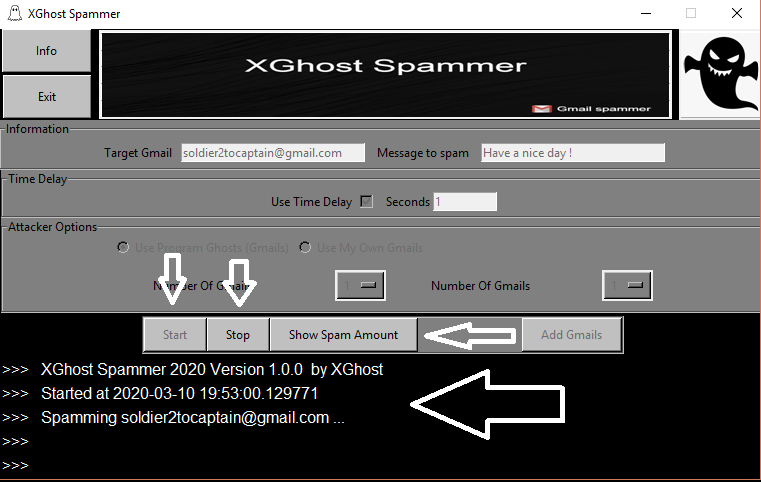 XGhost Spammer
Info
Exit
XGhost Spammer
Gmail spammer
Information
Target Gmail soldier2tocaptain@gmail.com Message to spam Have a nice day !
Time Delay
Use Time Delay Seconds 1
Attacker Options
Use Program Ghosts (Gmails) Use My Own Gmails
Number Of Gmails 1 Number Of Gmails 1
Start Stop Show Spam Amount Add Gmails
>>> XGhost Spammer 2020 Version 1.0.0 by XGhost
>>> Started at 2020-03-10 19:53:00.129771
>>> Spamming soldier2tocaptain@gmail.com ...
>>>
>>>